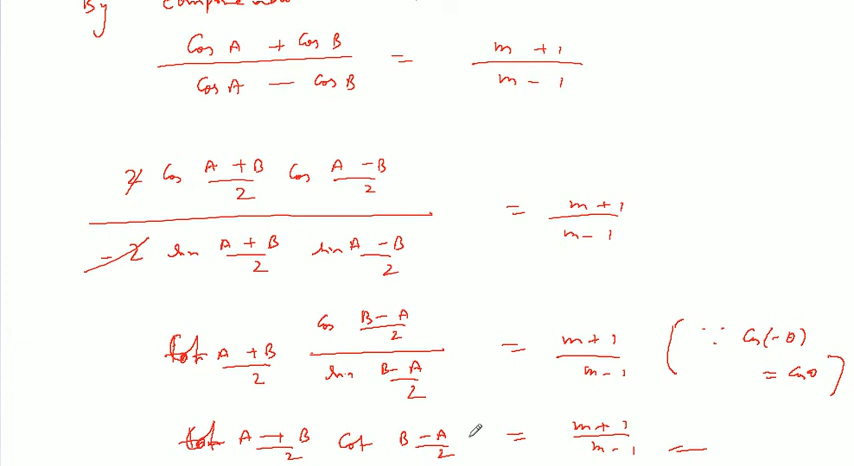 By
Cos A + Cos B / Cos A — Cos B = m + 1 / m - 1
2 Cos A + B / 2 Cos A - B / 2 / - 2 sin A + B / 2 sin A - B / 2 = m + 1 / m - 1
Cot A + B / 2 Cos B - A / 2 / sin B - A / 2 = m + 1 / m - 1 ( ∵ Cos(-θ)
= Cosθ )
Cot A + B / 2 Cot B - A / 2 = m + 1 / m - 1